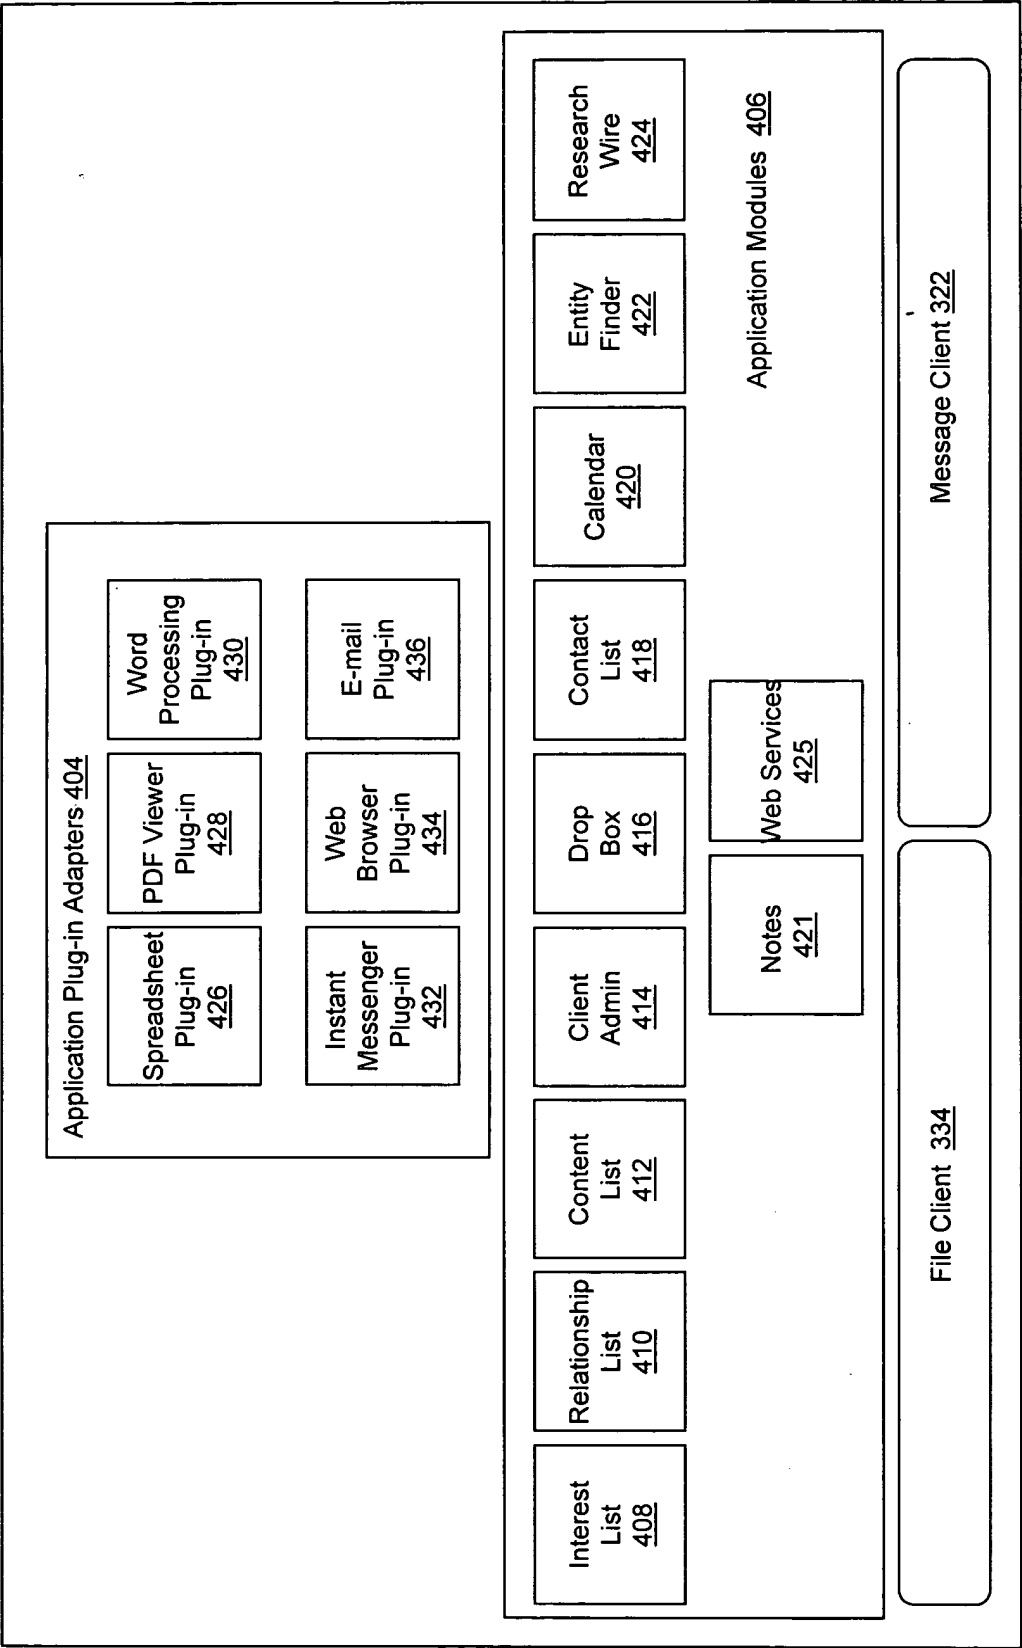 Application Plug-in Adapters 404
Spreadsheet
Plug-in
426
PDF Viewer
Plug-in
428
Word
Processing
Plug-in
430
Instant
Messenger
Plug-in
432
Web
Browser
Plug-in
434
E-mail
Plug-in
436
Interest
List
408
Relationship
List
410
Content
List
412
Client
Admin
414
Drop
Box
416
Contact
List
418
Calendar
420
Entity
Finder
422
Research
Wire
424
Notes
421
Web Services
425
Application Modules 406
File Client 334
Message Client 322